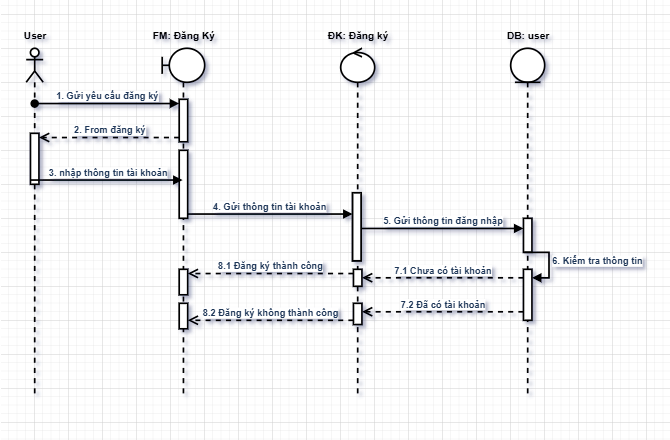 User
FM: Đăng Ký
ĐK: Đăng ký
DB: user
1. Gửi yêu cầu đăng ký
2. From đăng ký
3. nhập thông tin tài khoản
4. Gửi thông tin tài khoản
5. Gửi thông tin đăng nhập
6. Kiểm tra thông tin
8.1 Đăng ký thành công
7.1 Chưa có tài khoản
8.2 Đăng ký không thành công
7.2 Đã có tài khoản